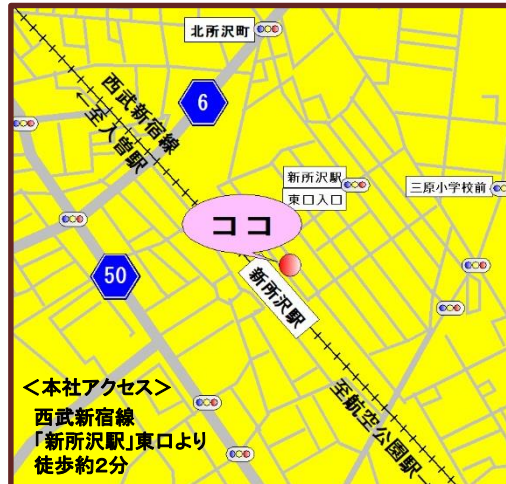 北所沢町
6
西武新宿線
←至入曽駅
新所沢駅
東口入口
三原小学校前
ココ
新所沢駅
50
至航空公園駅→
＜本社アクセス＞
西武新宿線
「新所沢駅」東口より
徒歩約2分